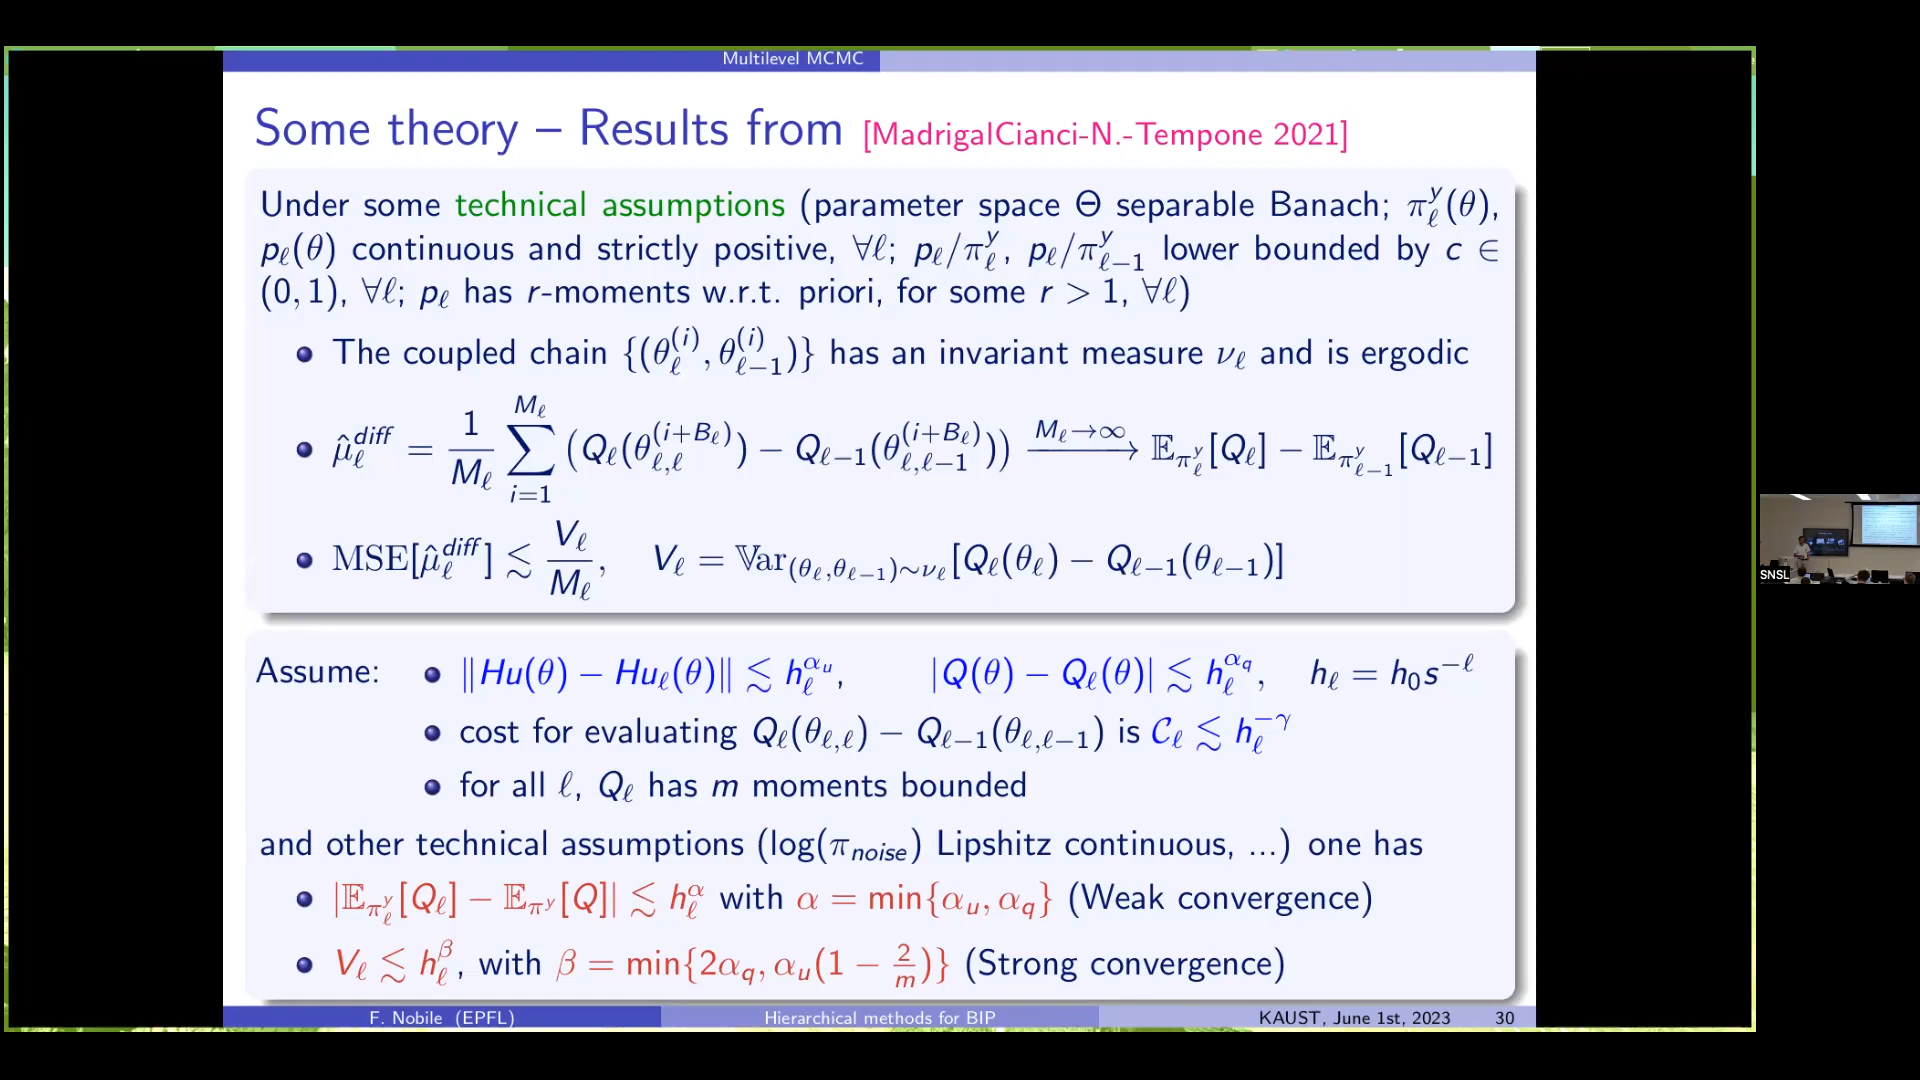 Multilevel MCMC
Some theory – Results from [MadrigalCianci-N.-Tempone 2021]
Under some technical assumptions (parameter space Θ separable Banach; π_ℓ^y(θ),
p_ℓ(θ) continuous and strictly positive, ∀ℓ; p_ℓ/π_ℓ^y, p_ℓ/π_{ℓ−1}^y lower bounded by c ∈
(0, 1), ∀ℓ; p_ℓ has r-moments w.r.t. priori, for some r > 1, ∀ℓ)
The coupled chain {(θ_ℓ^{(i)}, θ_{ℓ−1}^{(i)})} has an invariant measure ν_ℓ and is ergodic
μ̂_ℓ^{diff} = \frac{1}{M_ℓ} ∑_{i=1}^{M_ℓ} (Q_ℓ(θ_{ℓ,ℓ}^{(i+B_ℓ)}) − Q_{ℓ−1}(θ_{ℓ,ℓ−1}^{(i+B_ℓ)})) \xrightarrow{M_ℓ→∞} 𝔼_{π_ℓ^y}[Q_ℓ] − 𝔼_{π_{ℓ−1}^y}[Q_{ℓ−1}]
MSE[μ̂_ℓ^{diff}] ≲ \frac{V_ℓ}{M_ℓ}, V_ℓ = 𝕍ar_{(θ_ℓ,θ_{ℓ−1})∼ν_ℓ}[Q_ℓ(θ_ℓ) − Q_{ℓ−1}(θ_{ℓ−1})]
Assume: ‖Hu(θ) − Hu_ℓ(θ)‖ ≲ h_ℓ^{α_u}, |Q(θ) − Q_ℓ(θ)| ≲ h_ℓ^{α_q}, h_ℓ = h_0 s^{−ℓ}
cost for evaluating Q_ℓ(θ_{ℓ,ℓ}) − Q_{ℓ−1}(θ_{ℓ,ℓ−1}) is 𝒞_ℓ ≲ h_ℓ^{−γ}
for all ℓ, Q_ℓ has m moments bounded
and other technical assumptions (log(π_{noise}) Lipshitz continuous, ...) one has
|𝔼_{π_ℓ^y}[Q_ℓ] − 𝔼_{π^y}[Q]| ≲ h_ℓ^α with α = min{α_u, α_q} (Weak convergence)
V_ℓ ≲ h_ℓ^β, with β = min{2α_q, α_u(1 − \frac{2}{m})} (Strong convergence)
F. Nobile (EPFL) Hierarchical methods for BIP KAUST, June 1st, 2023 30
SNSL